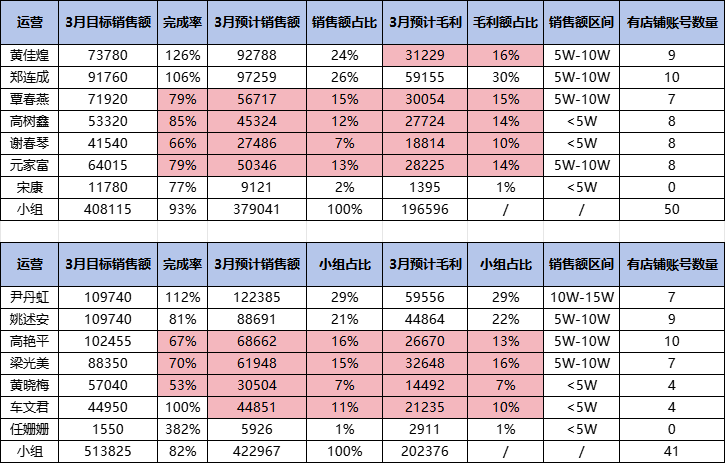 运营 3月目标销售额 完成率 3月预计销售额 销售额占比 3月预计毛利 毛利额占比 销售额区间 有店铺账号数量
黄佳煌 73780 126% 92788 24% 31229 16% 5W-10W 9
郑连成 91760 106% 97259 26% 59155 30% 5W-10W 10
覃春燕 71920 79% 56717 15% 30054 15% 5W-10W 7
高树鑫 53320 85% 45324 12% 27724 14% <5W 8
谢春琴 41540 66% 27486 7% 18814 10% <5W 8
元家富 64015 79% 50346 13% 28225 14% 5W-10W 8
宋康 11780 77% 9121 2% 1395 1% <5W 0
小组 408115 93% 379041 100% 196596 / / 50
运营 3月目标销售额 完成率 3月预计销售额 小组占比 3月预计毛利 小组占比 销售额区间 有店铺账号数量
尹丹虹 109740 112% 122385 29% 59556 29% 10W-15W 7
姚述安 109740 81% 88691 21% 44864 22% 5W-10W 9
高艳平 102455 67% 68662 16% 26670 13% 5W-10W 10
梁光美 88350 70% 61948 15% 32648 16% 5W-10W 7
黄晓梅 57040 53% 30504 7% 14492 7% <5W 4
车文君 44950 100% 44851 11% 21235 10% <5W 4
任姗姗 1550 382% 5926 1% 2911 1% <5W 0
小组 513825 82% 422967 100% 202376 / / 41